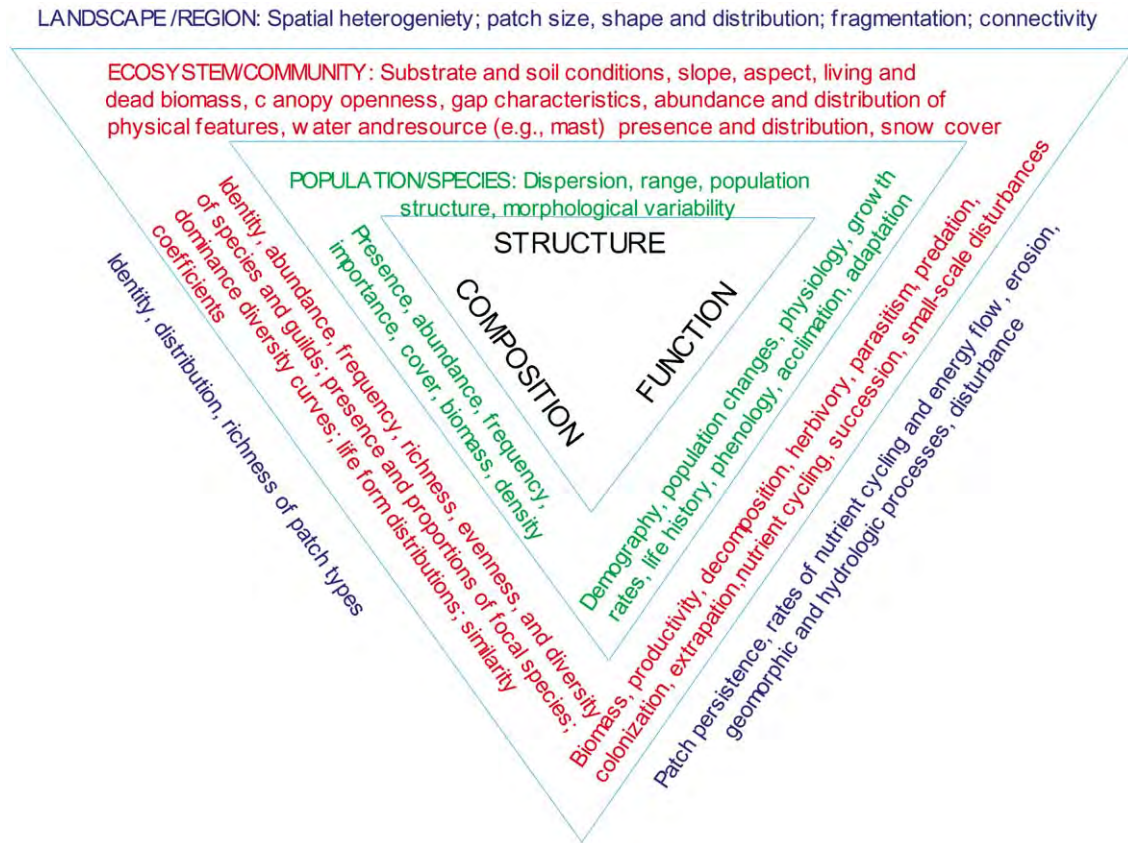 LANDSCAPE/REGION: Spatial heterogeniety; patch size, shape and distribution; fragmentation; connectivity
ECOSYSTEM/COMMUNITY: Substrate and soil conditions, slope, aspect, living and
dead biomass, c anopy openness, gap characteristics, abundance and distribution of
physical features, water andresource (e.g., mast) presence and distribution, snow cover
POPULATION/SPECIES: Dispersion, range, population
structure, morphological variability
STRUCTURE
COMPOSITION
FUNCTION
Presence, abundance, frequency,
importance, cover, biomass, density
Identity, abundance, frequency, richness, evenness, and diversity
of species and guilds; presence and proportions of focal species;
dominance diversity curves; life form distributions; similarity
coefficients
Identity, distribution, richness of patch types
Demography, population changes, physiology, growth
rates, life history, phenology, acclimation, adaptation
Biomass, productivity, decomposition, herbivory, parasitism, predation,
colonization, extrapation,nutrient cycling, succession, small-scale disturbances
Patch persistence, rates of nutrient cycling and energy flow , erosion,
geomorphic and hydrologic processes, disturbance